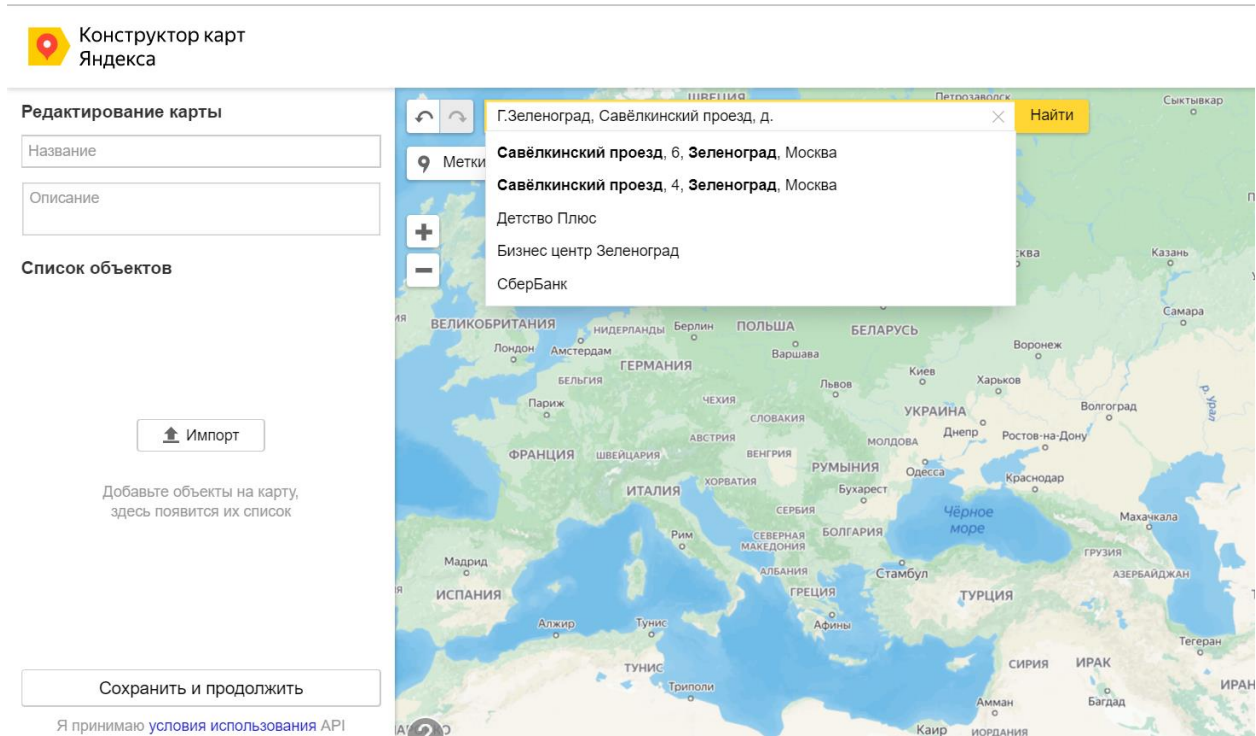 Конструктор карт
Яндекса
Редактирование карты
Название
Описание
Список объектов
Импорт
Добавьте объекты на карту,
здесь появится их список
Сохранить и продолжить
Я принимаю условия использования API
Г.Зеленоград, Савёлкинский проезд, д.
Найти
Метки
Савёлкинский проезд, 6, Зеленоград, Москва
Савёлкинский проезд, 4, Зеленоград, Москва
Детство Плюс
Бизнес центр Зеленоград
СберБанк
ШВЕЦИЯ
Петрозаводск
Сыктывкар
Казань
Самара
ВЕЛИКОБРИТАНИЯ
НИДЕРЛАНДЫ
Берлин
ПОЛЬША
БЕЛАРУСЬ
Лондон
Амстердам
Варшава
Воронеж
ГЕРМАНИЯ
БЕЛЬГИЯ
Киев
Львов
Харьков
р. Урал
Париж
ЧЕХИЯ
СЛОВАКИЯ
УКРАИНА
Волгоград
АВСТРИЯ
Днепр
Ростов-на-Дону
ФРАНЦИЯ
ШВЕЙЦАРИЯ
ВЕНГРИЯ
МОЛДОВА
РУМЫНИЯ
Одесса
ИТАЛИЯ
ХОРВАТИЯ
Бухарест
Краснодар
СЕРБИЯ
Чёрное
море
Махачкала
Рим
СЕВЕРНАЯ
МАКЕДОНИЯ
БОЛГАРИЯ
ГРУЗИЯ
Мадрид
АЛБАНИЯ
Стамбул
АЗЕРБАЙДЖАН
ИСПАНИЯ
ГРЕЦИЯ
ТУРЦИЯ
Алжир
Тунис
Афины
Тегеран
ТУНИС
СИРИЯ
ИРАК
Триполи
ИРАН
Амман
Багдад
Каир
ИОРДАНИЯ